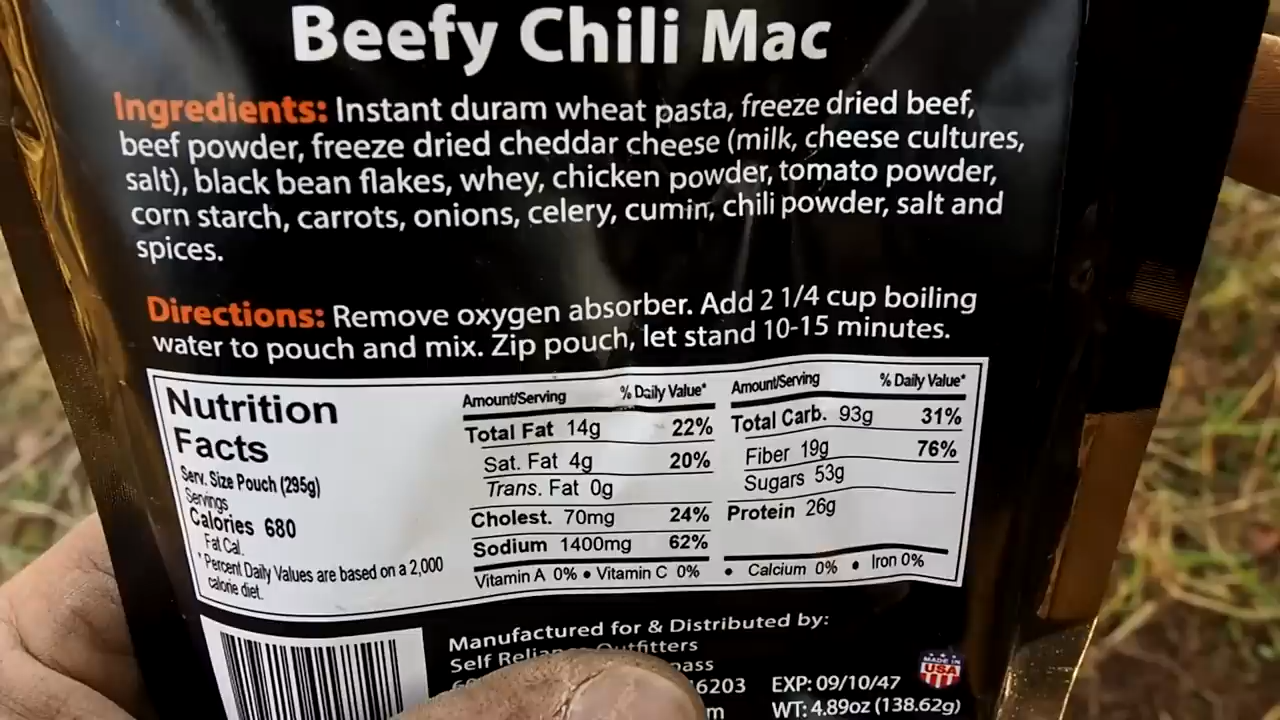 Beefy Chili Mac
Ingredients: Instant duram wheat pasta, freeze dried beef,
beef powder, freeze dried cheddar cheese (milk, cheese cultures,
salt), black bean flakes, whey, chicken powder, tomato powder,
corn starch, carrots, onions, celery, cumin, chili powder, salt and
spices.
Directions: Remove oxygen absorber. Add 2 1/4 cup boiling
water to pouch and mix. Zip pouch, let stand 10-15 minutes.
Nutrition
Facts
Serv. Size Pouch (295g)
Servings
Calories 680
Fat Cal.
*Percent Daily Values are based on a 2,000
calorie diet.
Amount/Serving % Daily Value*
Total Fat 14g 22%
Sat. Fat 4g 20%
Trans. Fat 0g
Cholest. 70mg 24%
Sodium 1400mg 62%
Vitamin A 0% • Vitamin C 0%
Amount/Serving % Daily Value*
Total Carb. 93g 31%
Fiber 19g 76%
Sugars 53g
Protein 26g
• Calcium 0% • Iron 0%
Manufactured for & Distributed by:
Self Outfitters
6203
MADE IN
USA
EXP: 09/10/47
WT: 4.89oz (138.62g)